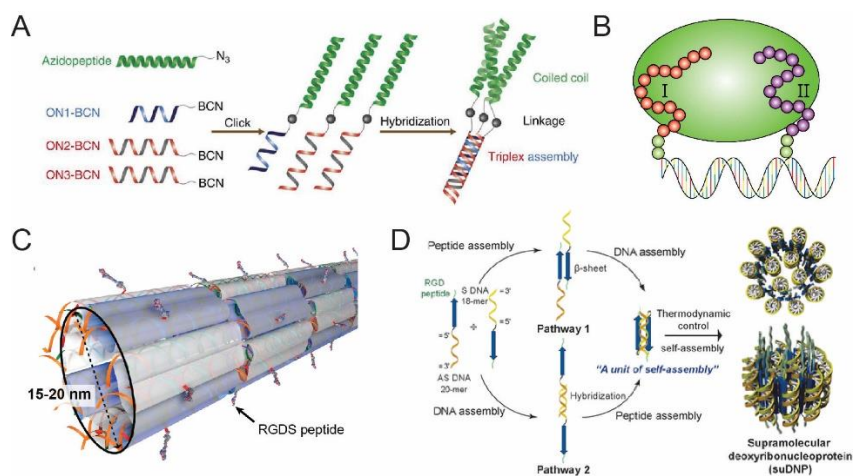 A
Azidopeptide
N3
ON1-BCN
BCN
ON2-BCN
BCN
ON3-BCN
BCN
Click
Hybridization
Coiled coil
Linkage
Triplex assembly
B
I
II
C
15-20 nm
RGDS peptide
D
Peptide assembly
DNA assembly
β-sheet
RGD
peptide
S DNA
18-mer
3'
5'
Pathway 1
Thermodynamic
control
self-assembly
"A unit of self-assembly"
5'
3'
AS DNA
20-mer
Hybridization
DNA assembly
Peptide assembly
Pathway 2
Supramolecular
deoxyribonucleoprotein
(suDNP)